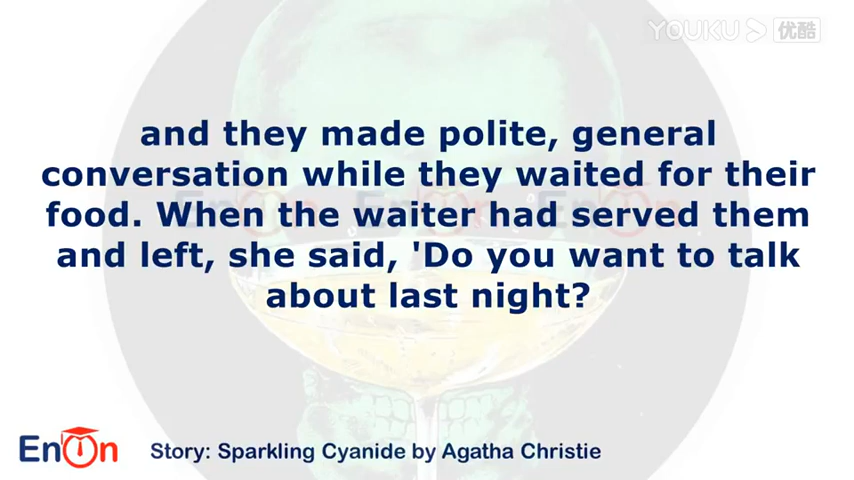 YOUKU 优酷
and they made polite, general
conversation while they waited for their
food. When the waiter had served them
and left, she said, 'Do you want to talk
about last night?
EnOn
Story: Sparkling Cyanide by Agatha Christie